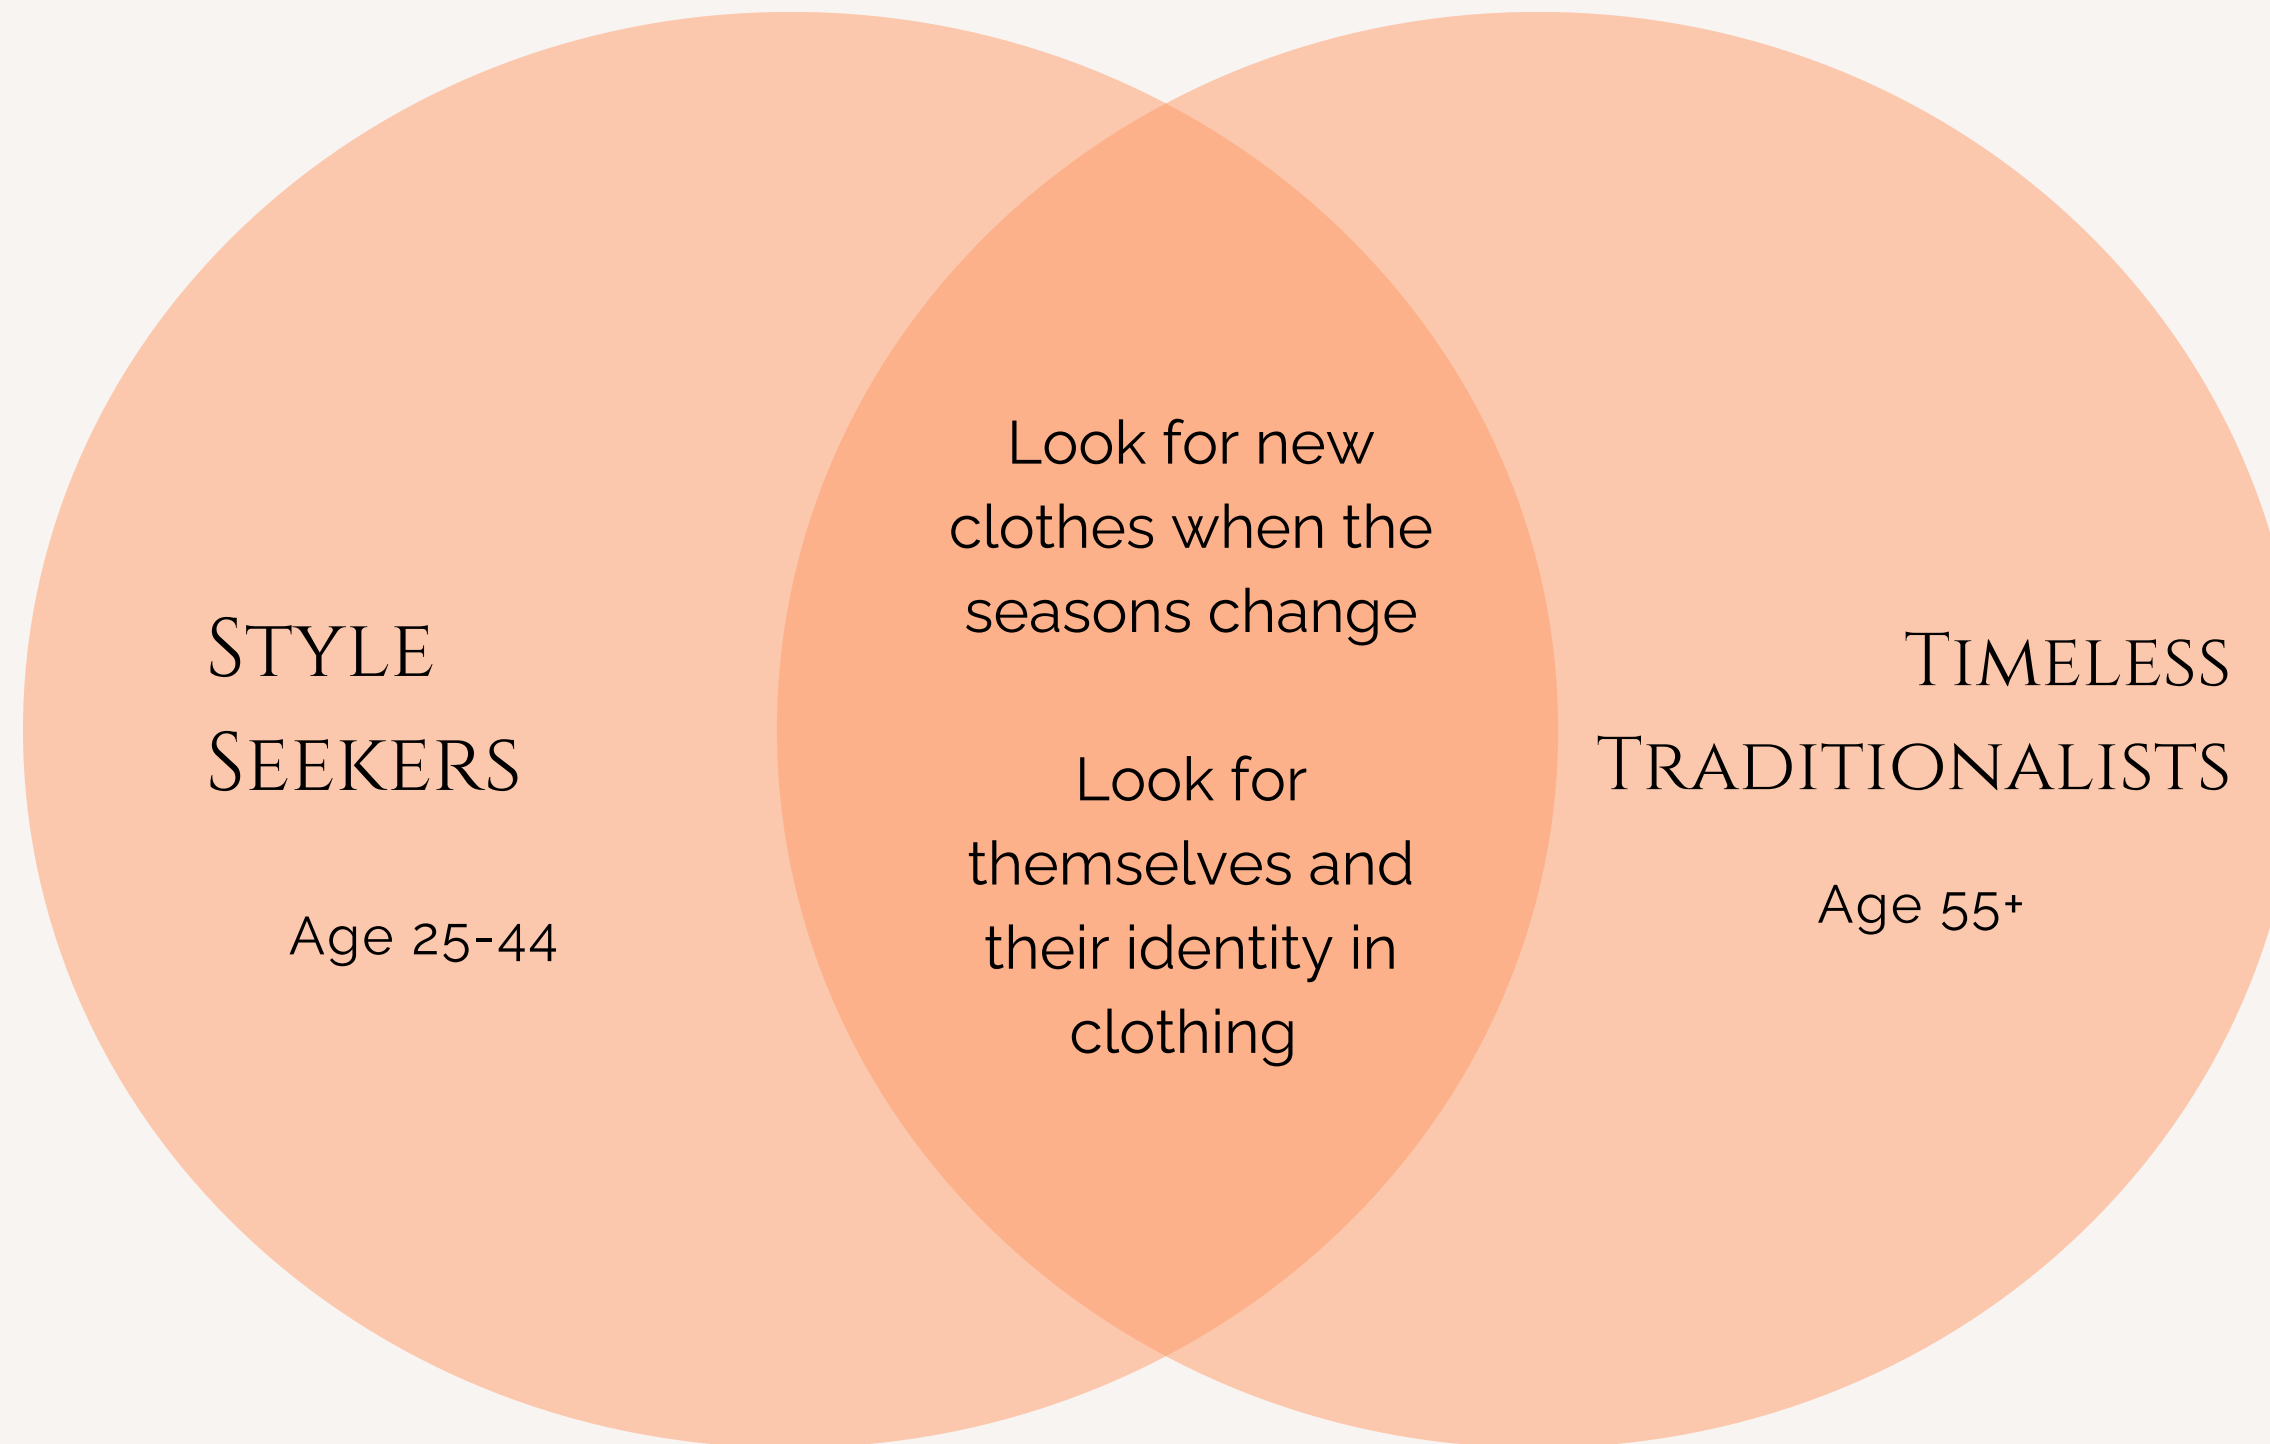 Style
Seekers
Age 25-44
Look for new
clothes when the
seasons change
Look for
themselves and
their identity in
clothing
Timeless
Traditionalists
Age 55+